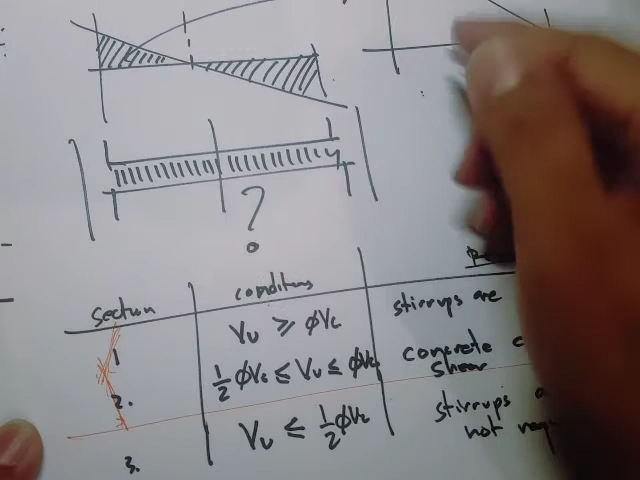 ?
section conditions
1 Vu ≥ φVc stirrups are
½φVc ≤ Vu ≤ φVc concrete
shear
2.
Vu ≤ ½φVc stirrups
not
3.